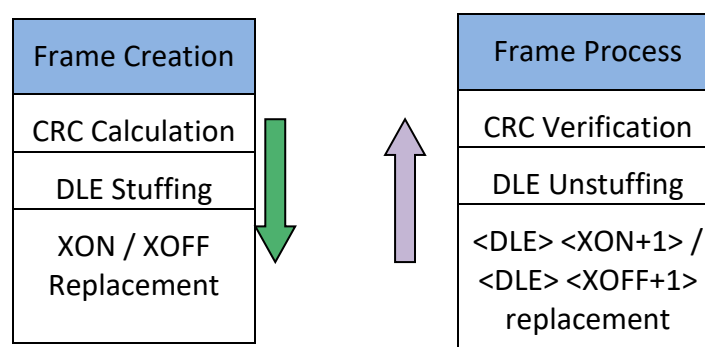 Frame Creation
CRC Calculation
DLE Stuffing
XON / XOFF
Replacement
Frame Process
CRC Verification
DLE Unstuffing
<DLE> <XON+1> /
<DLE> <XOFF+1>
replacement